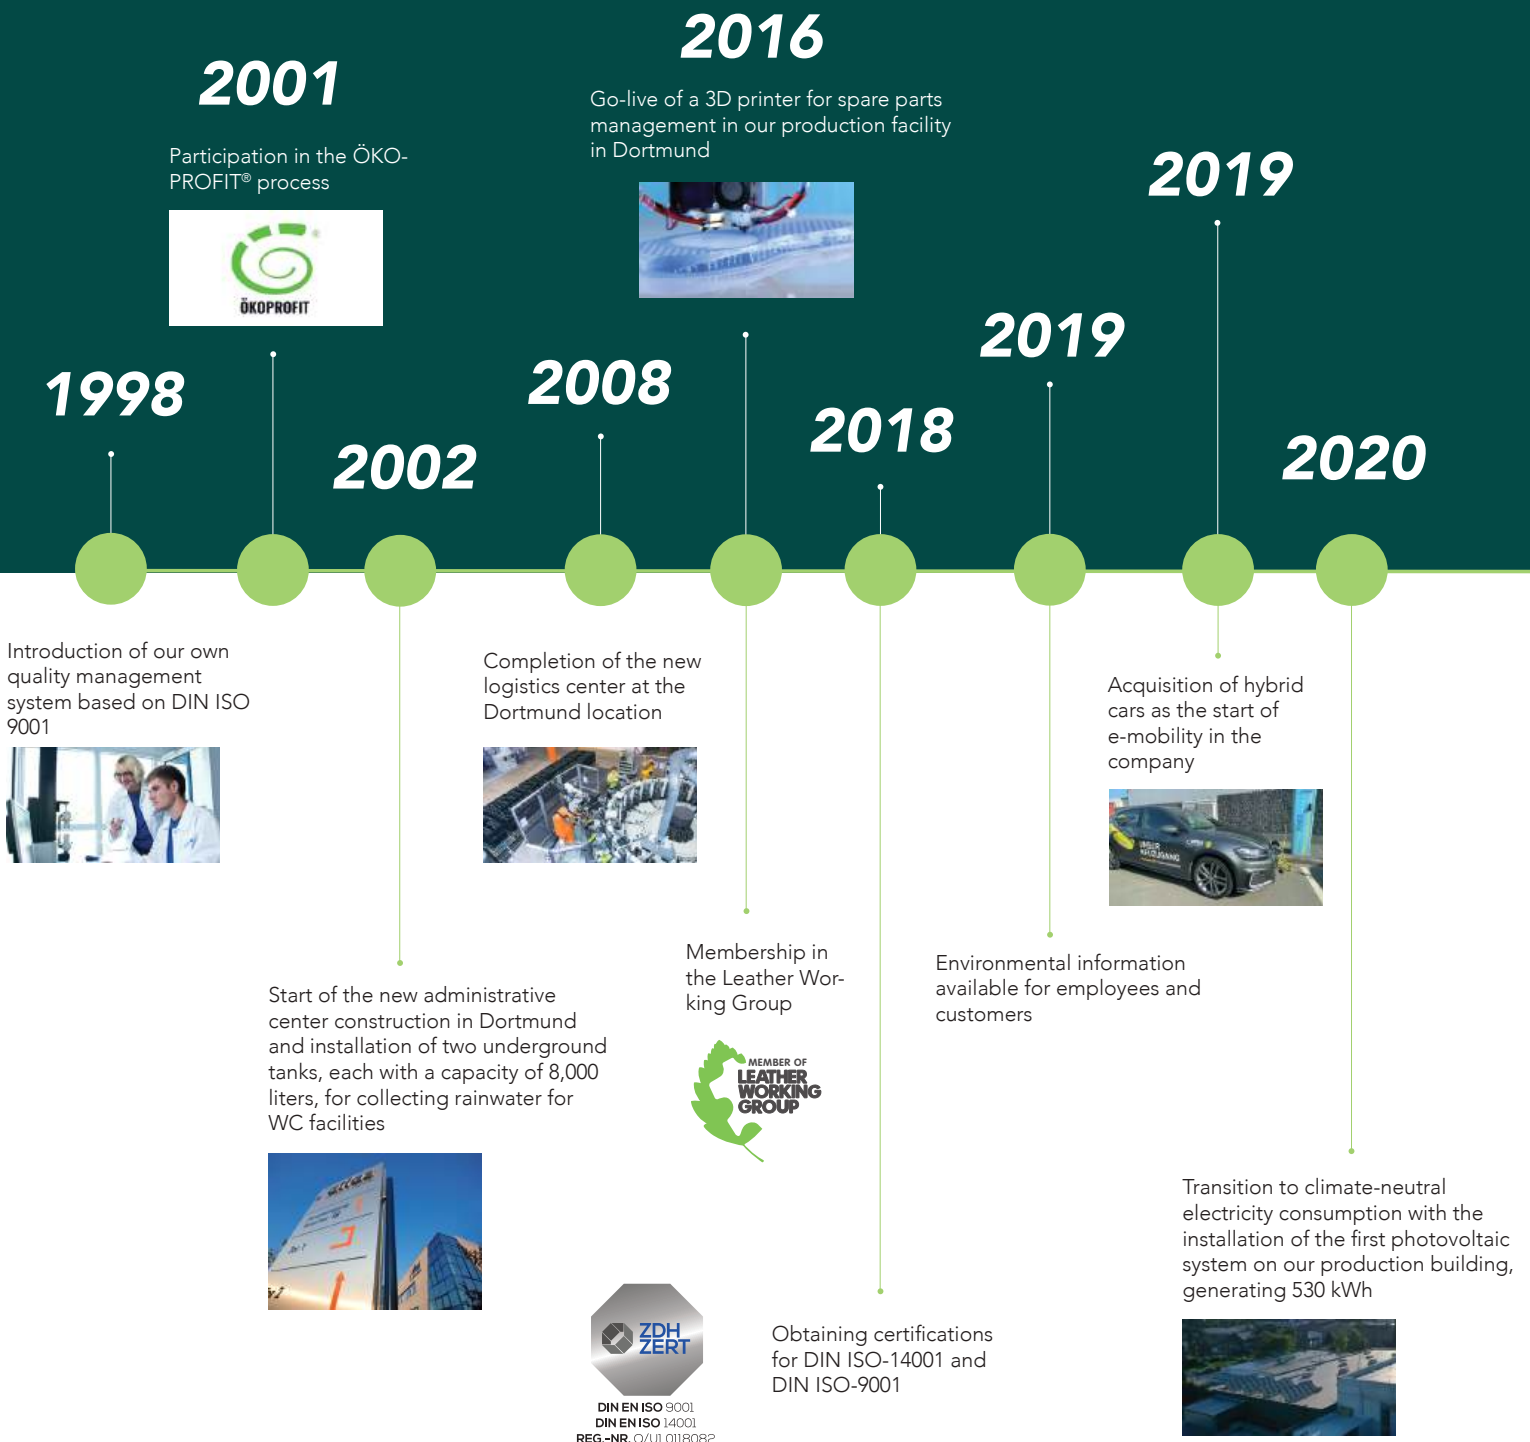 2016
2001
Go-live of a 3D printer for spare parts
management in our production facility
in Dortmund
Participation in the ÖKO-
PROFIT® process
2019
ÖKOPROFIT
2019
1998
2008
2018
2002
2020
Introduction of our own
quality management
system based on DIN ISO
9001
Completion of the new
logistics center at the
Dortmund location
Acquisition of hybrid
cars as the start of
e-mobility in the
company
UNSER
Membership in
the Leather Wor-
king Group
MEMBER OF
LEATHER
WORKING
GROUP
Environmental information
available for employees and
customers
Start of the new administrative
center construction in Dortmund
and installation of two underground
tanks, each with a capacity of 8,000
liters, for collecting rainwater for
WC facilities
Transition to climate-neutral
electricity consumption with the
installation of the first photovoltaic
system on our production building,
generating 530 kWh
ZDH
ZERT
DIN EN ISO 9001
DIN EN ISO 14001
REG.-NR. Q/U1 0118082
Obtaining certifications
for DIN ISO-14001 and
DIN ISO-9001